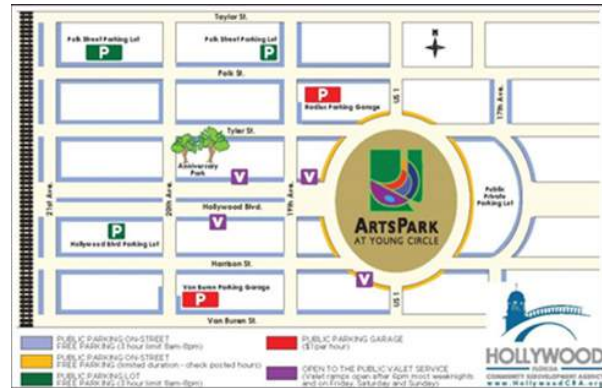 Taylor St.
Polk Street Parking Lot
P
Polk Street Parking Lot
P
N
Polk St.
P
Radius Parking Garage
US 1
17th Ave.
Tyler St.
Anniversary
Park
V
V
21st Ave.
20th Ave.
19th Ave.
Hollywood Blvd.
V
ARTSPARK
AT YOUNG CIRCLE
Public
Private
Parking Lot
P
Hollywood Blvd Parking Lot
Harrison St.
V
Van Buren Parking Garage
P
US 1
Van Buren St.
PUBLIC PARKING ON-STREET
FREE PARKING (3 hour limit 8am-8pm)
PUBLIC PARKING ON-STREET
FREE PARKING (limited duration - check posted hours)
PUBLIC PARKING LOT
FREE PARKING (3 hour limit 8am-8pm)
PUBLIC PARKING GARAGE
($1 per hour)
OPEN TO THE PUBLIC VALET SERVICE
(Valet ramps open after 6pm most weeknights
and on Friday, Saturday and Sunday)
HOLLYWOOD
FLORIDA
COMMUNITY REDEVELOPMENT AGENCY
www.HollywoodCRA.org